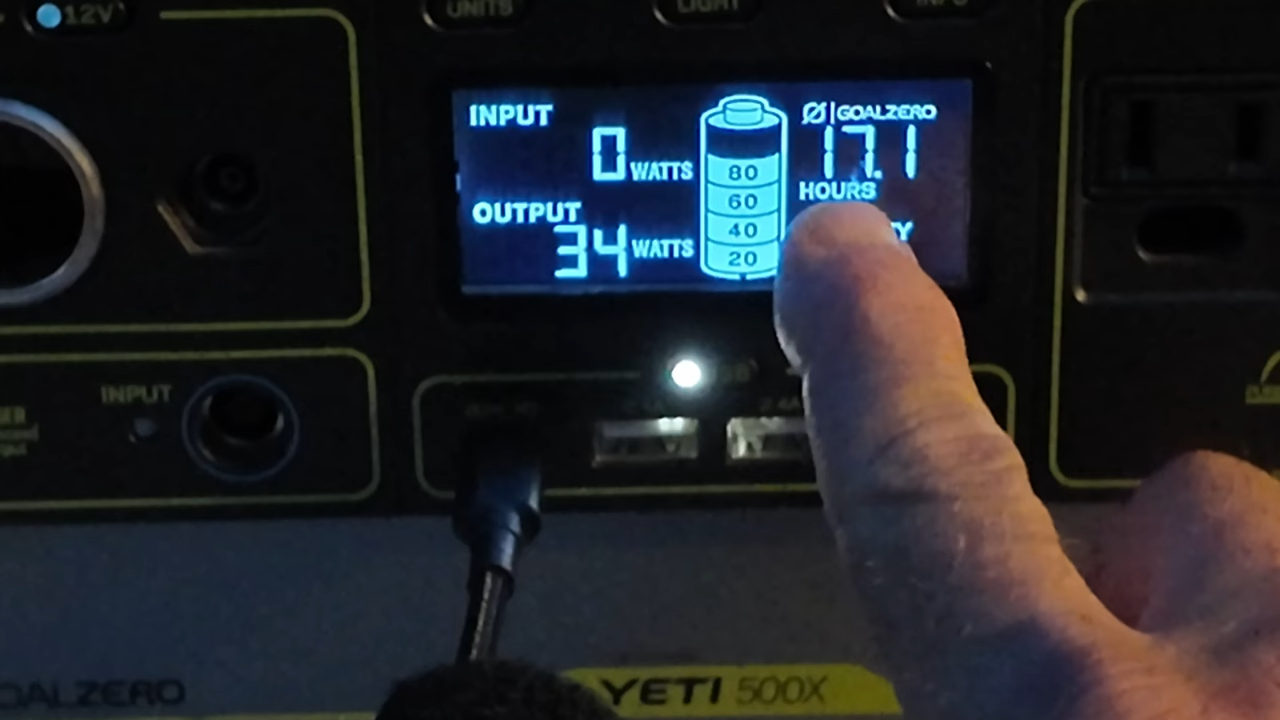 12V
UNITS
LIGHT
INFO
INPUT
0 WATTS
OUTPUT
34 WATTS
80
60
40
20
GOALZERO
17.1
HOURS
INPUT
2.4A
GOALZERO
YETI 500X